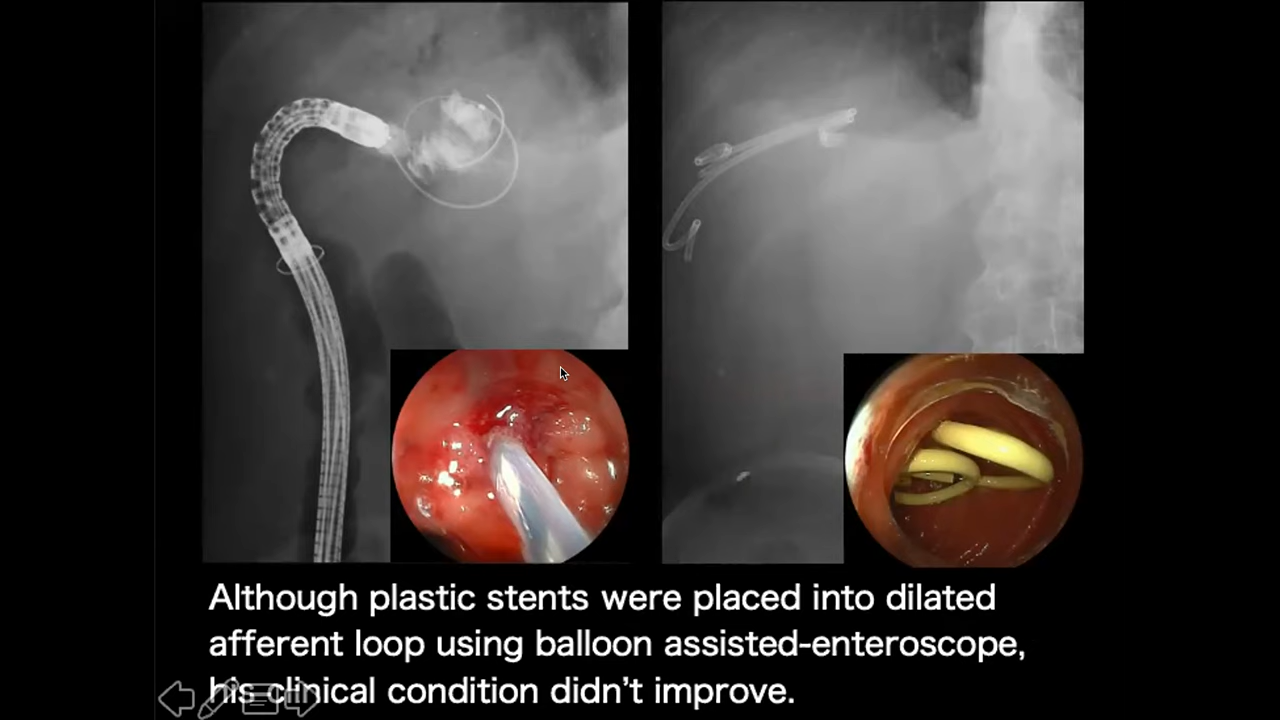 Although plastic stents were placed into dilated
afferent loop using balloon assisted-enteroscope,
his clinical condition didn't improve.